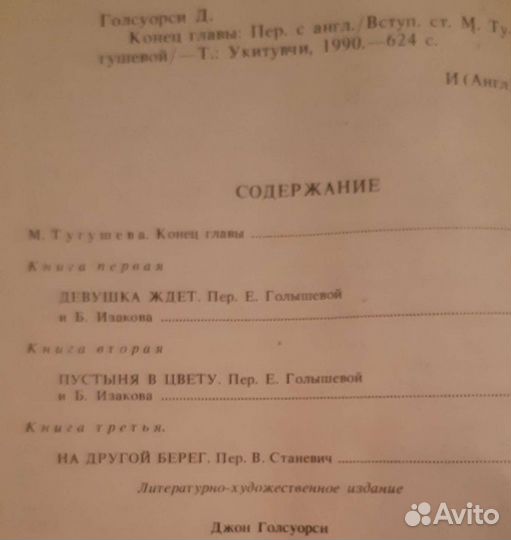 Голсуорси Д.
Конец главы: Пер. с англ./Вступ. ст. М. Ту-
тушевой/—Т.: Укитувчи, 1990.—624 с.
И (Англ)
СОДЕРЖАНИЕ
М. Тугушева. Конец главы
Книга первая
ДЕВУШКА ЖДЕТ. Пер. Е. Голышевой
и Б. Изакова
Книга вторая
ПУСТЫНЯ В ЦВЕТУ. Пер. Е. Голышевой
и Б. Изакова
Книга третья.
НА ДРУГОЙ БЕРЕГ. Пер. В. Станевич
Литературно-художественное издание
Джон Голсуорси
Avito